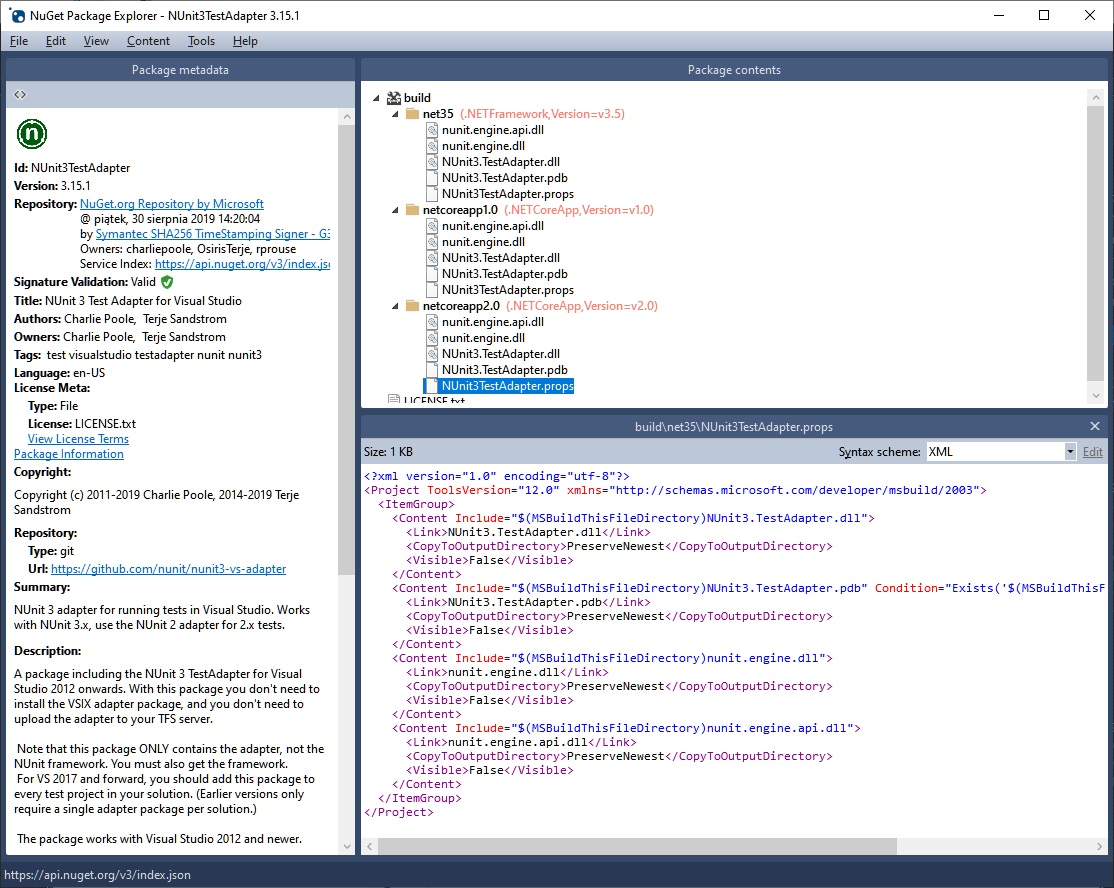 NuGet Package Explorer - NUnit3TestAdapter 3.15.1
File Edit View Content Tools Help
Package metadata
<>
n
Id: NUnit3TestAdapter
Version: 3.15.1
Repository: NuGet.org Repository by Microsoft
@ piątek, 30 sierpnia 2019 14:20:04
by Symantec SHA256 TimeStamping Signer - G3
Owners: charliepoole, OsirisTerje, rprouse
Service Index: https://api.nuget.org/v3/index.jso
Signature Validation: Valid
Title: NUnit 3 Test Adapter for Visual Studio
Authors: Charlie Poole,  Terje Sandstrom
Owners: Charlie Poole,  Terje Sandstrom
Tags:  test visualstudio testadapter nunit nunit3
Language: en-US
License Meta:
Type: File
License: LICENSE.txt
View License Terms
Package Information
Copyright:
Copyright (c) 2011-2019 Charlie Poole, 2014-2019 Terje
Sandstrom
Repository:
Type: git
Url: https://github.com/nunit/nunit3-vs-adapter
Summary:
NUnit 3 adapter for running tests in Visual Studio. Works
with NUnit 3.x, use the NUnit 2 adapter for 2.x tests.
Description:
A package including the NUnit 3 TestAdapter for Visual
Studio 2012 onwards. With this package you don't need to
install the VSIX adapter package, and you don't need to
upload the adapter to your TFS server.
Note that this package ONLY contains the adapter, not the
NUnit framework. You must also get the framework.
For VS 2017 and forward, you should add this package to
every test project in your solution. (Earlier versions only
require a single adapter package per solution.)
The package works with Visual Studio 2012 and newer.
Package contents
build
net35 (.NETFramework,Version=v3.5)
nunit.engine.api.dll
nunit.engine.dll
NUnit3.TestAdapter.dll
NUnit3.TestAdapter.pdb
NUnit3TestAdapter.props
netcoreapp1.0 (.NETCoreApp,Version=v1.0)
nunit.engine.api.dll
nunit.engine.dll
NUnit3.TestAdapter.dll
NUnit3.TestAdapter.pdb
NUnit3TestAdapter.props
netcoreapp2.0 (.NETCoreApp,Version=v2.0)
nunit.engine.api.dll
nunit.engine.dll
NUnit3.TestAdapter.dll
NUnit3.TestAdapter.pdb
NUnit3TestAdapter.props
LICENSE.txt
build\net35\NUnit3TestAdapter.props
Size: 1 KB Syntax scheme: XML Edit
<?xml version="1.0" encoding="utf-8"?>
<Project ToolsVersion="12.0" xmlns="http://schemas.microsoft.com/developer/msbuild/2003">
<ItemGroup>
<Content Include="$(MSBuildThisFileDirectory)NUnit3.TestAdapter.dll">
<Link>NUnit3.TestAdapter.dll</Link>
<CopyToOutputDirectory>PreserveNewest</CopyToOutputDirectory>
<Visible>False</Visible>
</Content>
<Content Include="$(MSBuildThisFileDirectory)NUnit3.TestAdapter.pdb" Condition="Exists('$(MSBuildThisF
<Link>NUnit3.TestAdapter.pdb</Link>
<CopyToOutputDirectory>PreserveNewest</CopyToOutputDirectory>
<Visible>False</Visible>
</Content>
<Content Include="$(MSBuildThisFileDirectory)nunit.engine.dll">
<Link>nunit.engine.dll</Link>
<CopyToOutputDirectory>PreserveNewest</CopyToOutputDirectory>
<Visible>False</Visible>
</Content>
<Content Include="$(MSBuildThisFileDirectory)nunit.engine.api.dll">
<Link>nunit.engine.api.dll</Link>
<CopyToOutputDirectory>PreserveNewest</CopyToOutputDirectory>
<Visible>False</Visible>
</Content>
</ItemGroup>
</Project>
https://api.nuget.org/v3/index.json